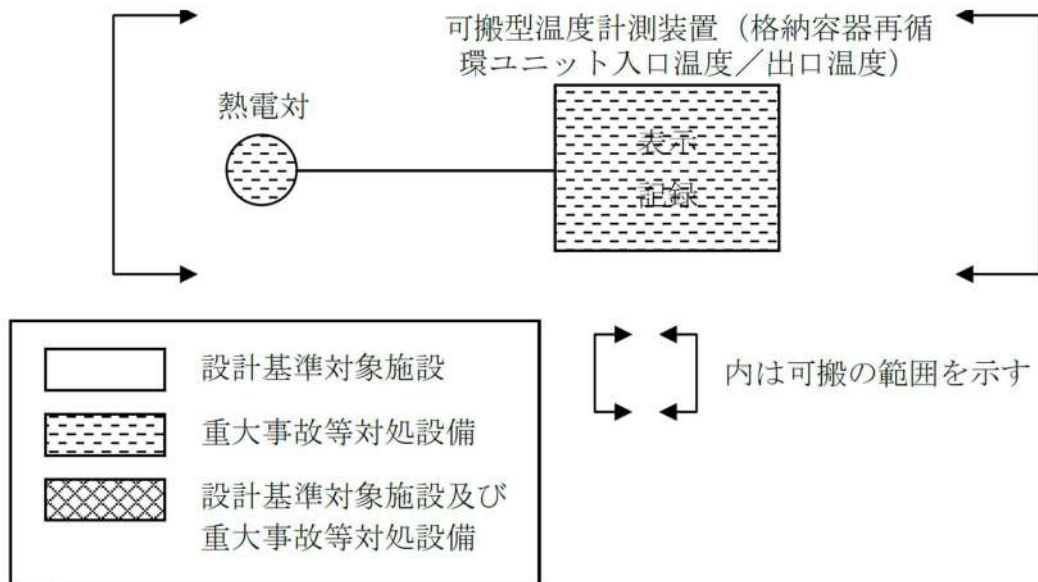 可搬型温度計測装置（格納容器再循
環ユニット入口温度／出口温度）
熱電対
表示
記録
設計基準対象施設
重大事故等対処設備
設計基準対象施設及び
重大事故等対処設備
内は可搬の範囲を示す